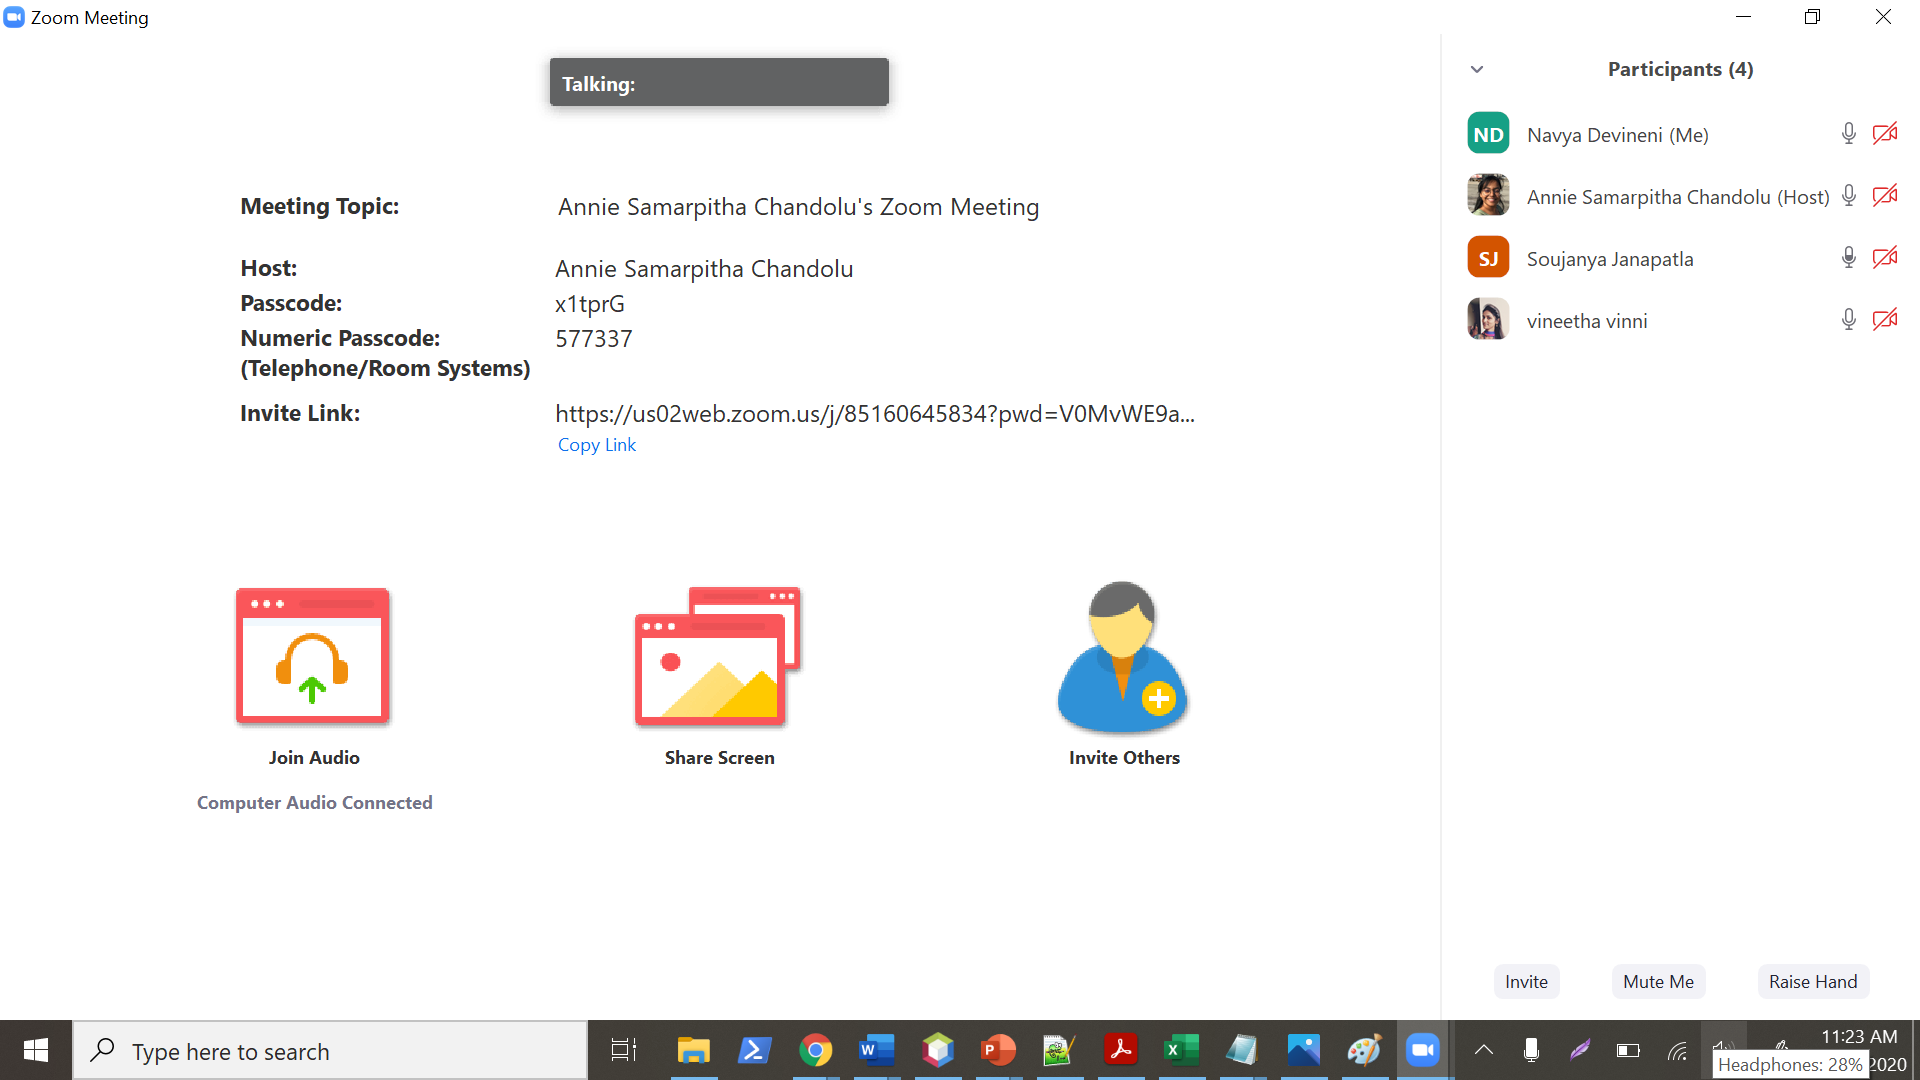 Zoom Meeting
Talking:
Meeting Topic: Annie Samarpitha Chandolu's Zoom Meeting
Host: Annie Samarpitha Chandolu
Passcode: x1tprG
Numeric Passcode: 577337
(Telephone/Room Systems)
Invite Link: https://us02web.zoom.us/j/85160645834?pwd=V0MvWE9a...
Copy Link
Join Audio
Share Screen
Invite Others
Computer Audio Connected
Participants (4)
ND Navya Devineni (Me)
Annie Samarpitha Chandolu (Host)
SJ Soujanya Janapatla
vineetha vinni
Invite
Mute Me
Raise Hand
Type here to search
11:23 AM
Headphones: 28%
2020